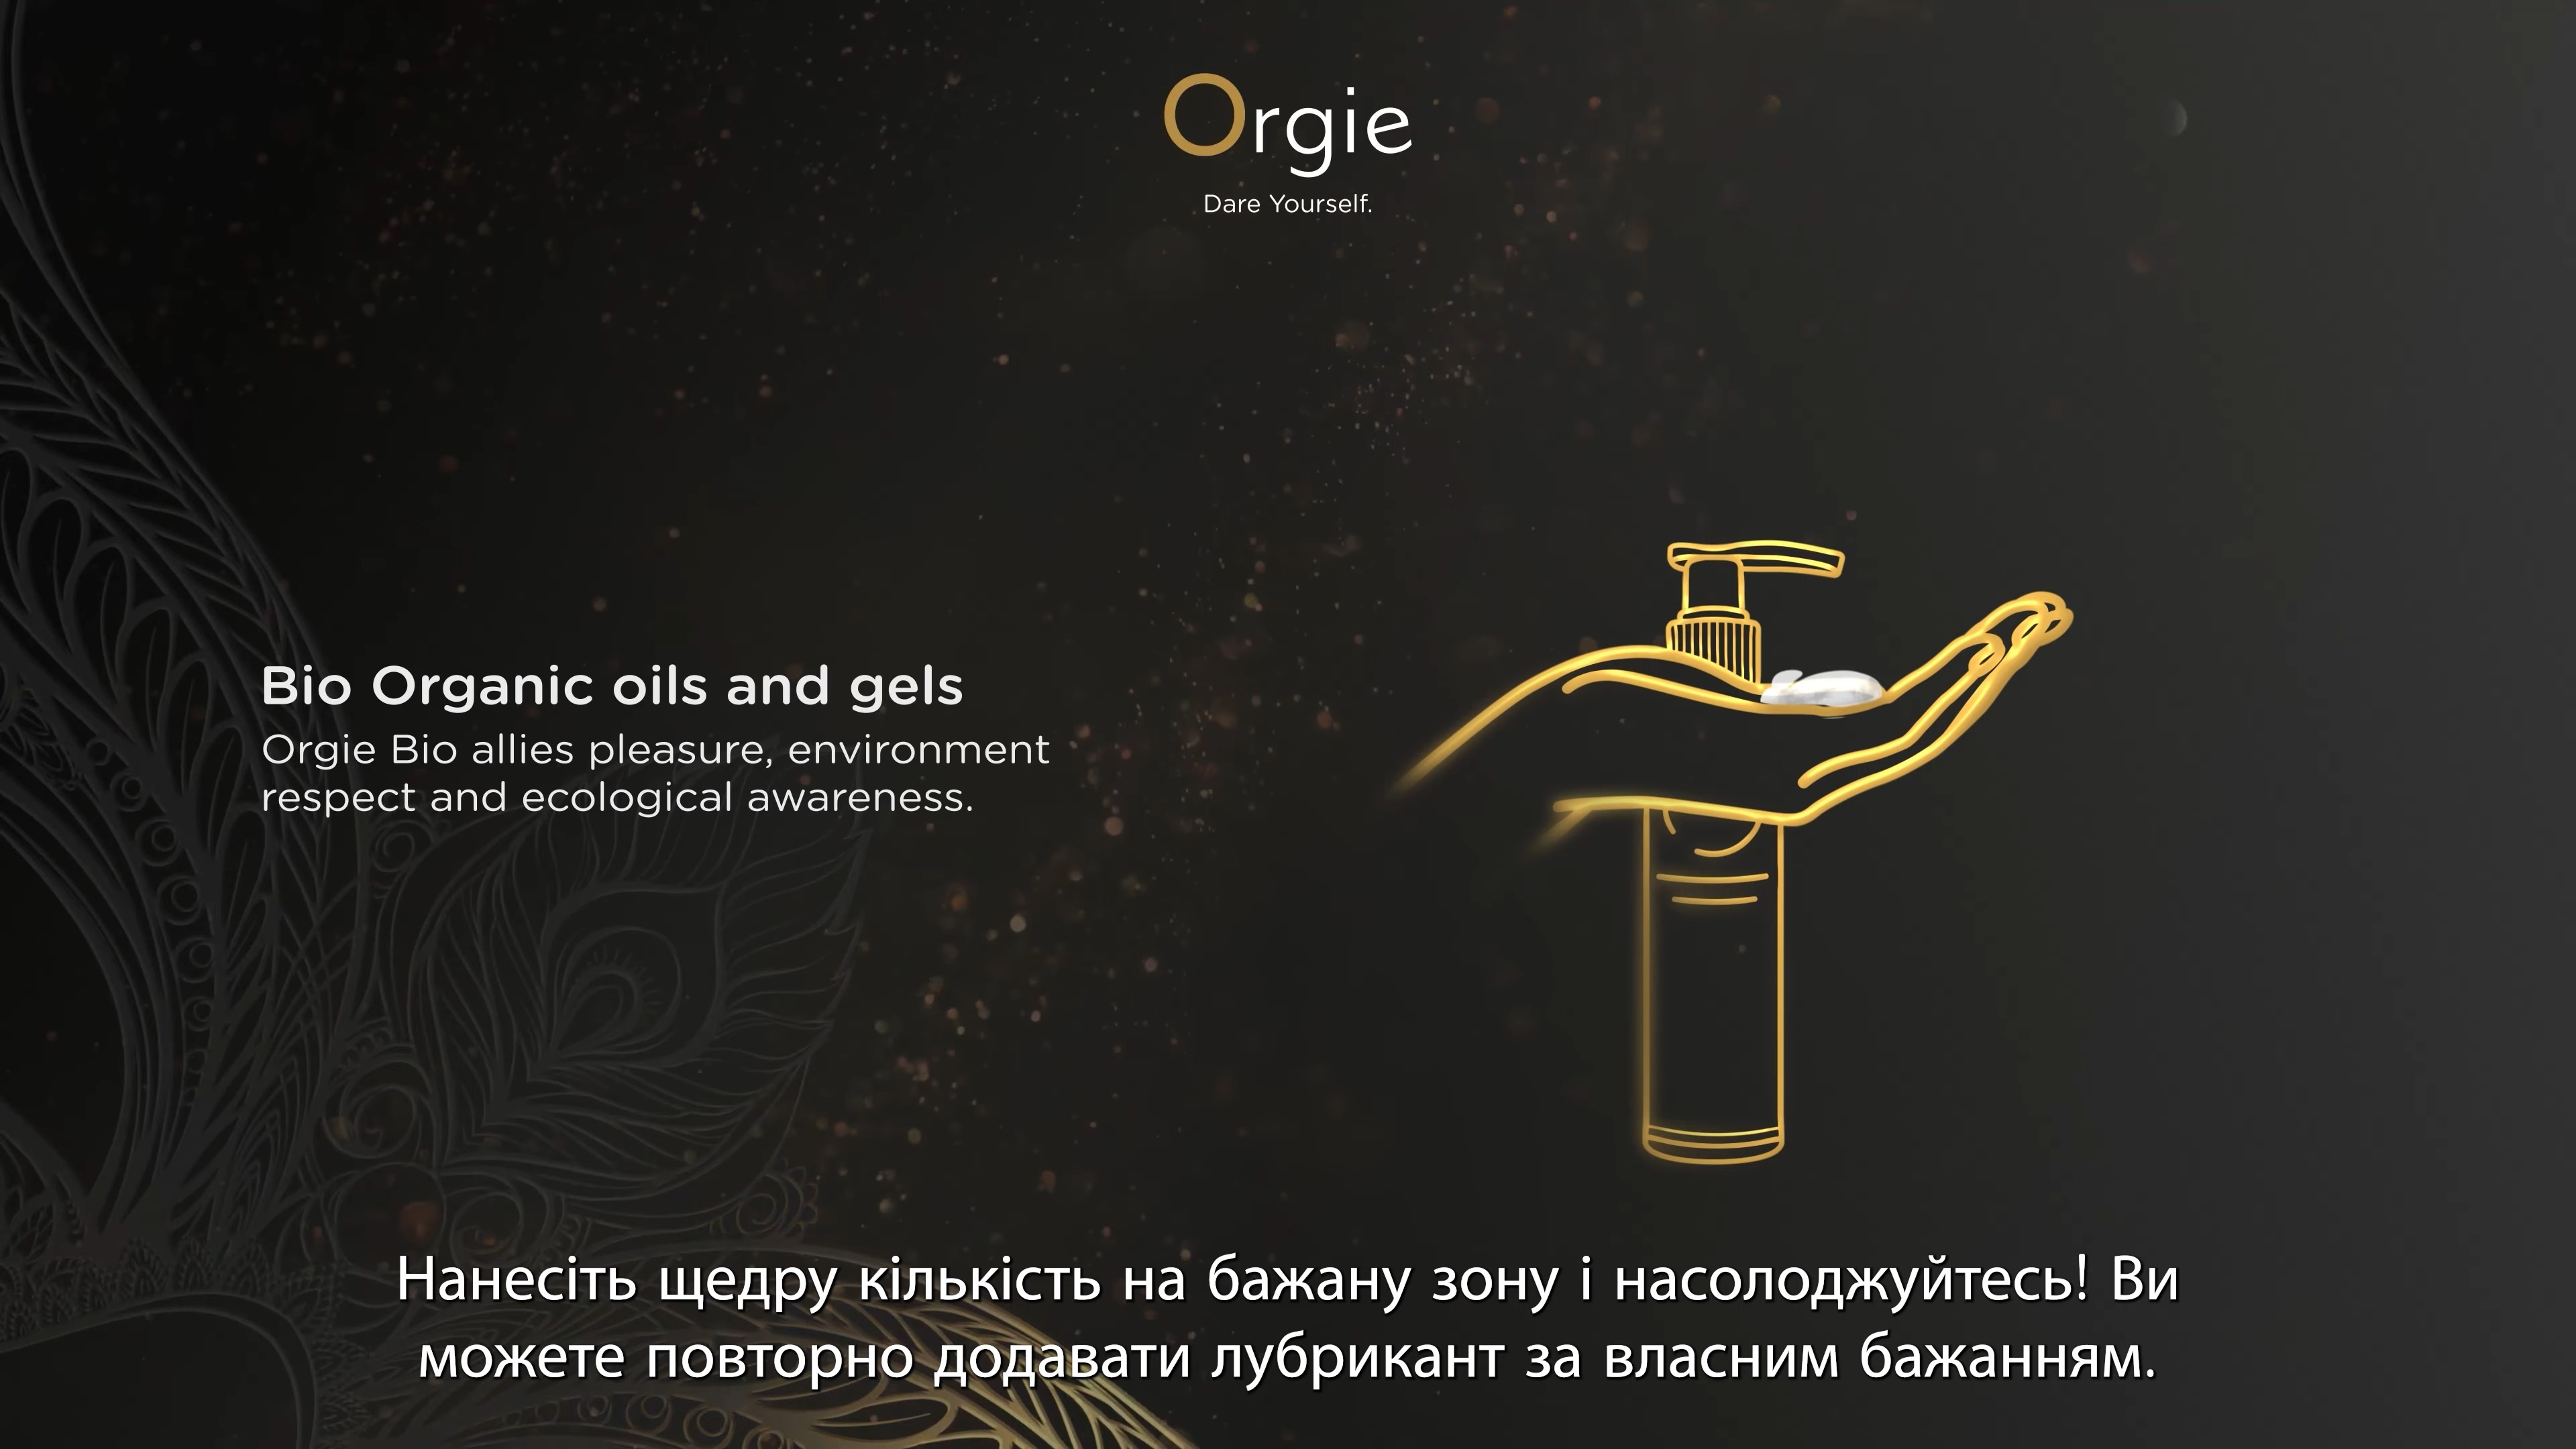 Orgie
Dare Yourself.
Bio Organic oils and gels
Orgie Bio allies pleasure, environment
respect and ecological awareness.
Нанесіть щедру кількість на бажану зону і насолоджуйтесь! Ви
можете повторно додавати лубрикант за власним бажанням.